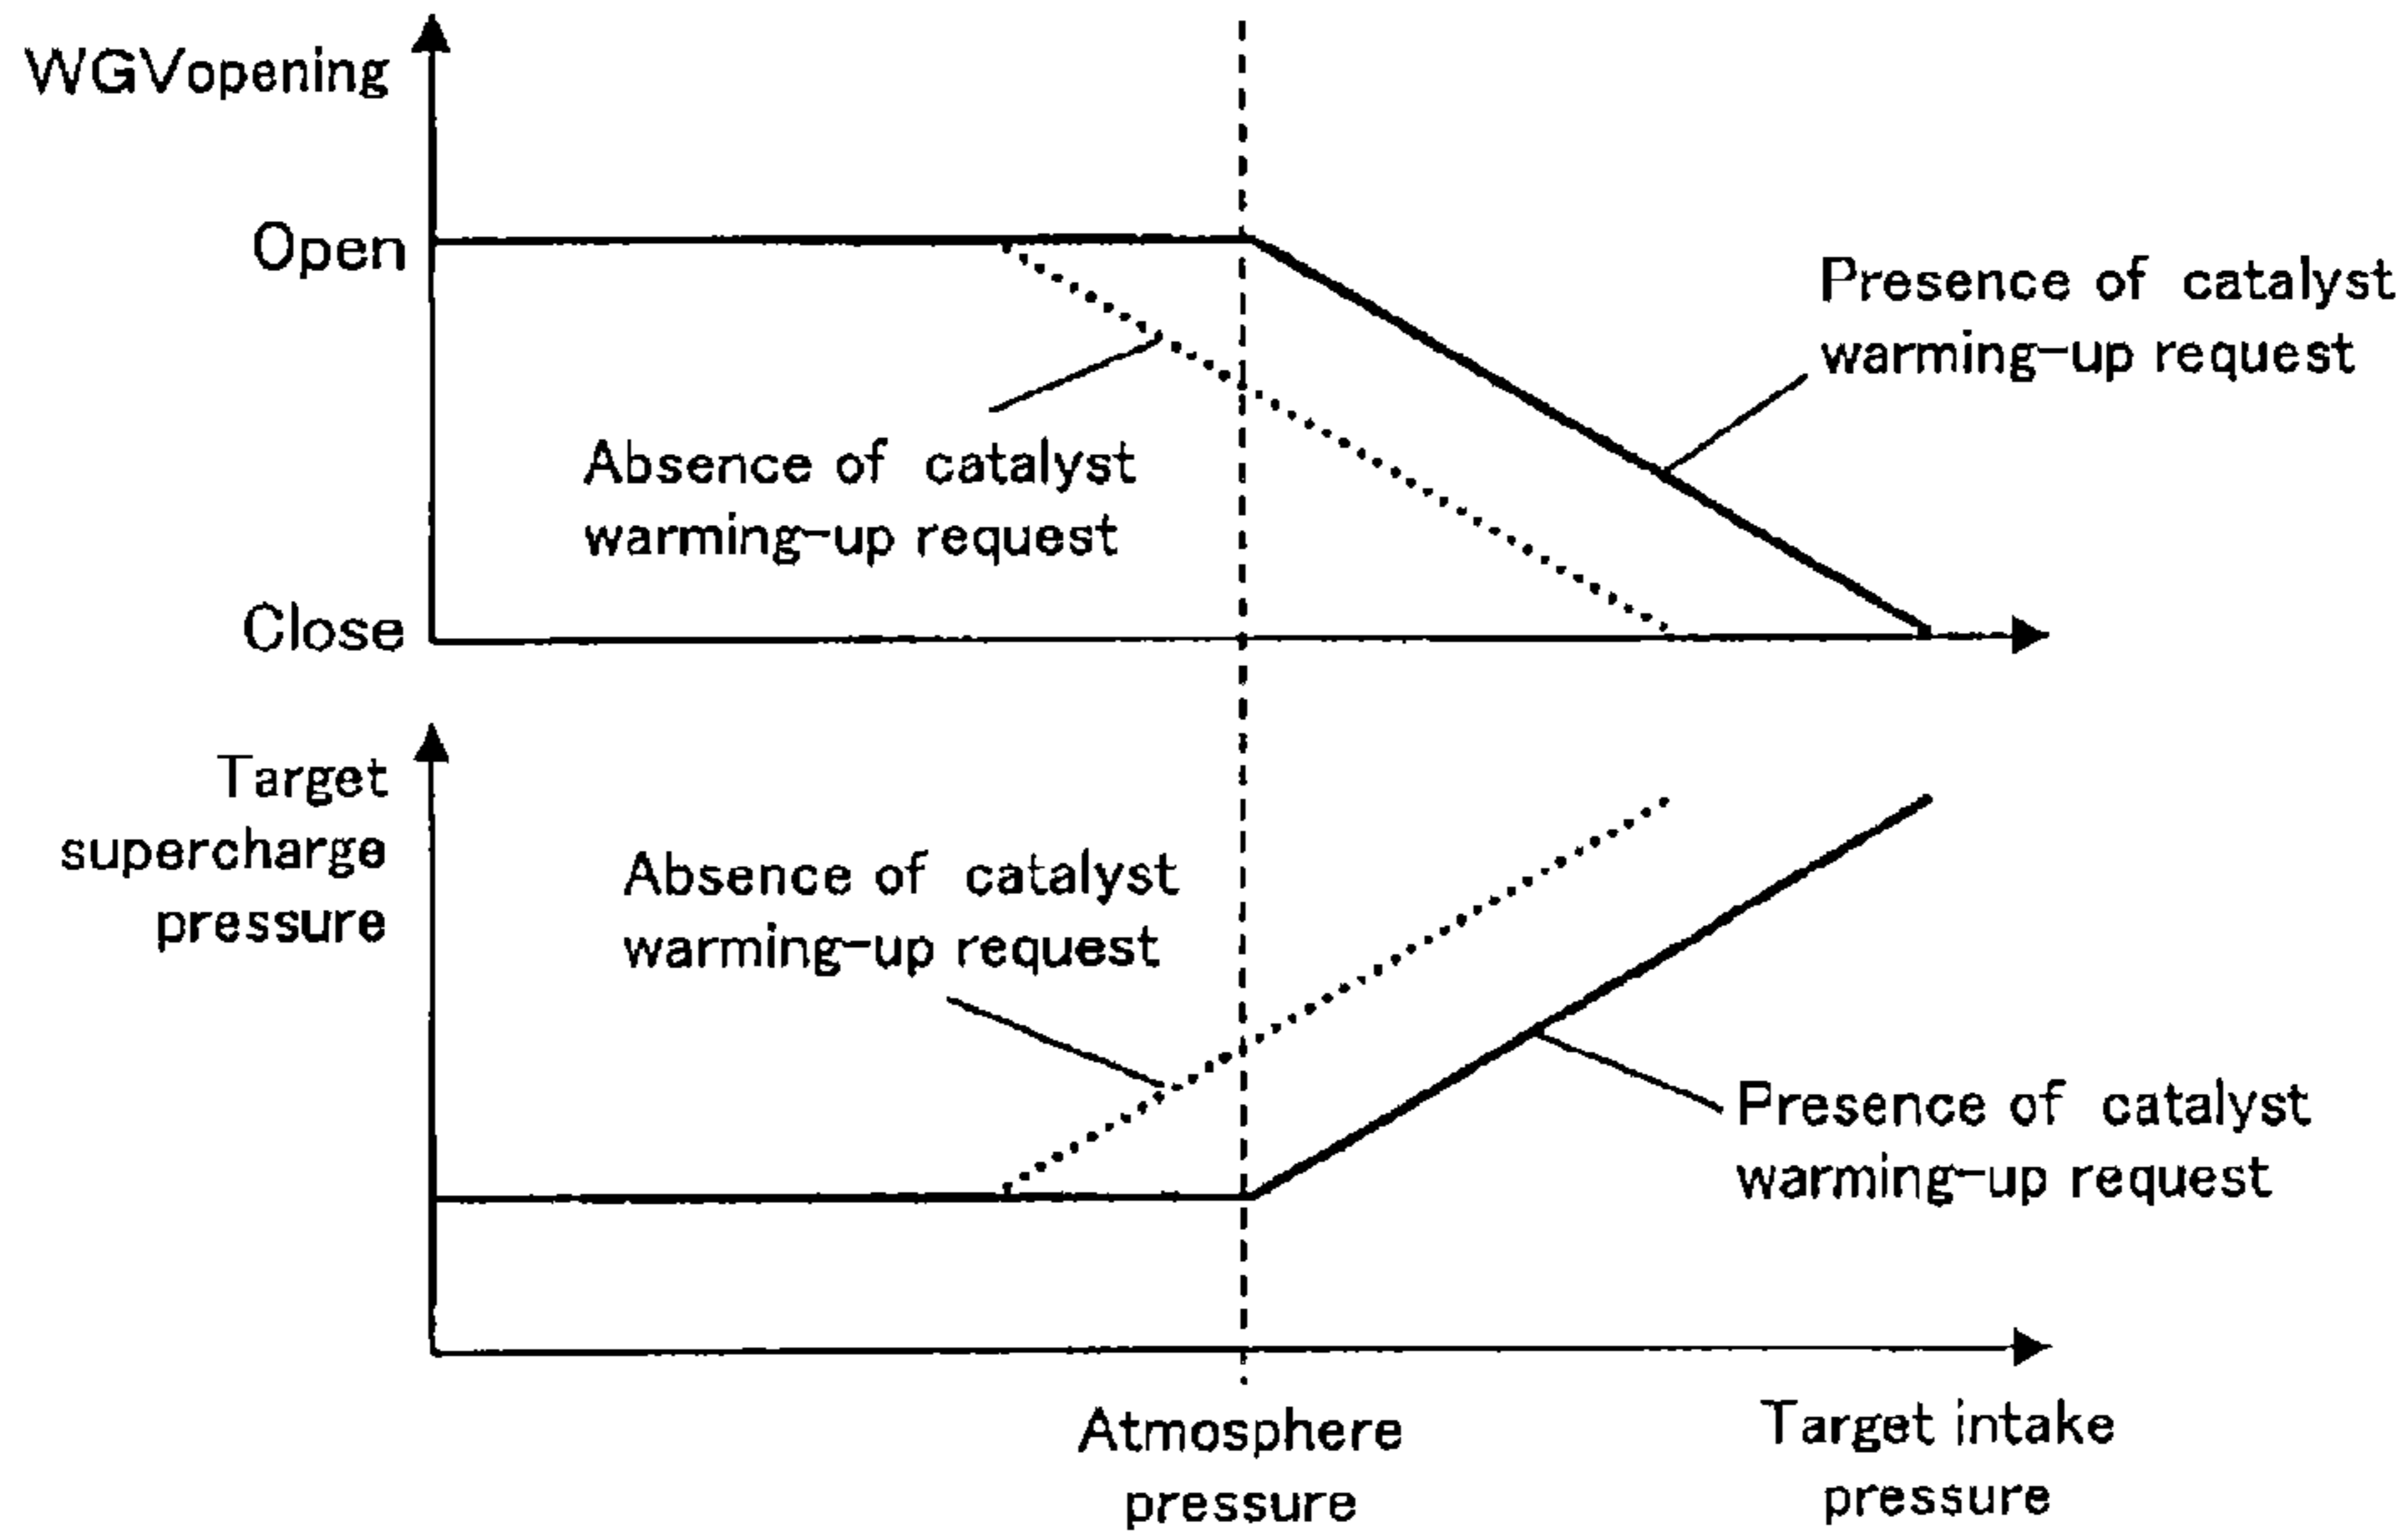 WGVopening
Open
Presence of catalyst
warming-up request
Absence of catalyst
warming-up request
Close
Target
supercharge
pressure
Absence of catalyst
warming-up request
Presence of catalyst
warming-up request
Atmosphere
pressure
Target intake
pressure